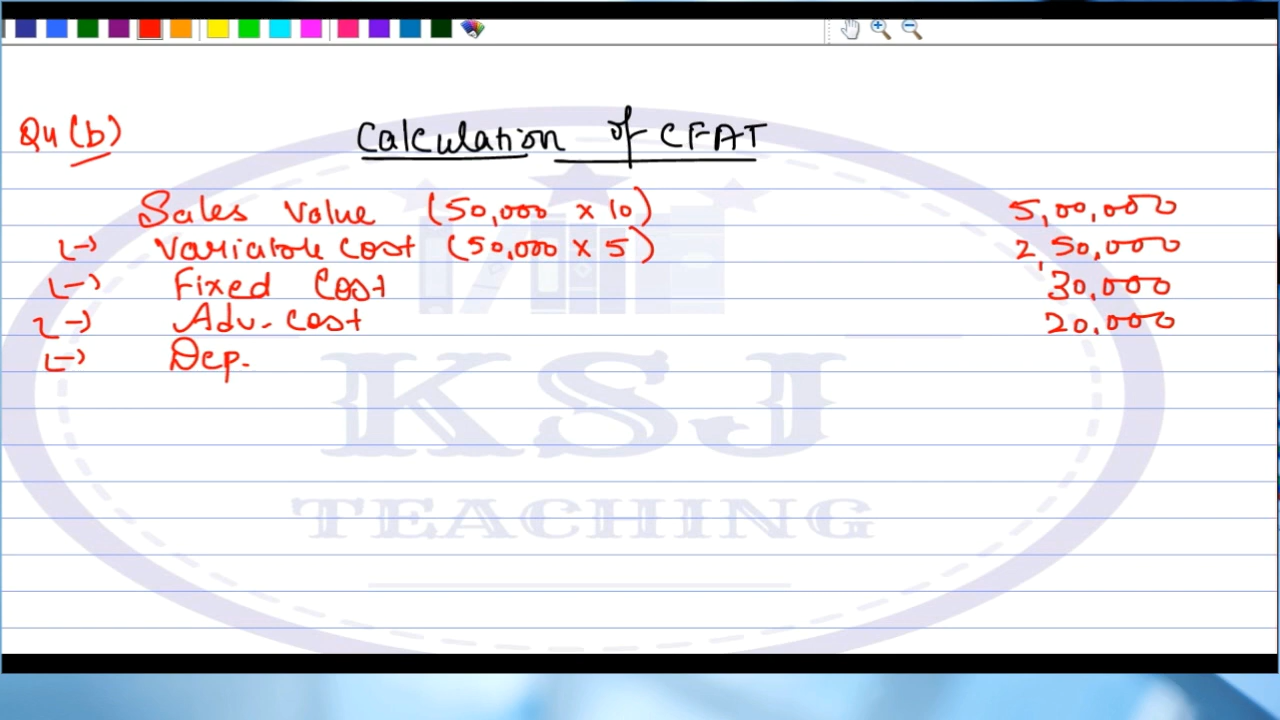 Q4 (b) Calculation of CFAT
Sales Value (50,000 x 10) 5,00,000
(-) Variable cost (50,000 x 5) 2,50,000
(-) Fixed Cost 30,000
(-) Adv. cost 20,000
(-) Dep.
KSJ
TEACHING